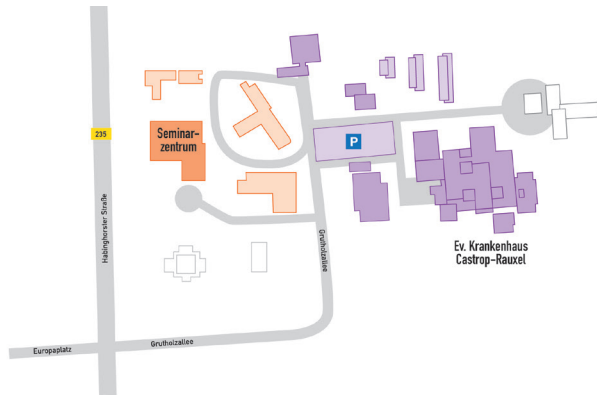 P
235
Seminar-
zentrum
Habinghorster Straße
Grutholzallee
Ev. Krankenhaus
Castrop-Rauxel
Europaplatz
Grutholzallee